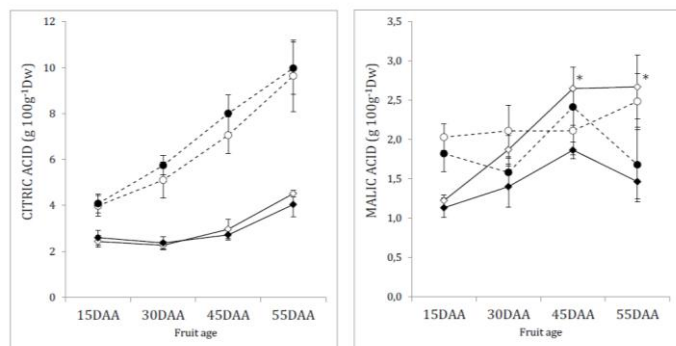 12
10
8
6
4
2
0
CITRIC ACID (g 100g⁻¹Dw)
15DAA 30DAA 45DAA 55DAA
Fruit age
3,5
3,0
2,5
2,0
1,5
1,0
0,5
0,0
MALIC ACID (g 100g⁻¹Dw)
* *
15DAA 30DAA 45DAA 55DAA
Fruit age